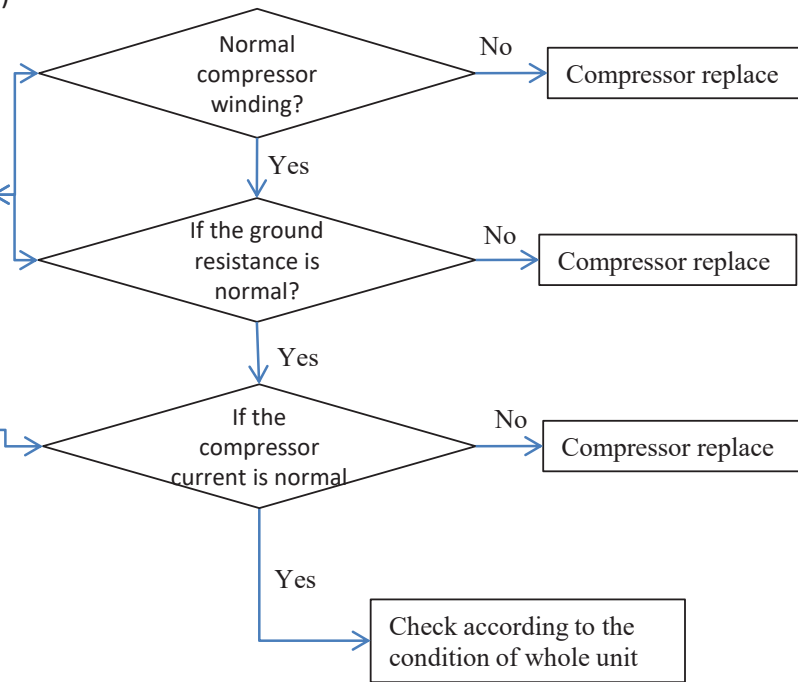 )
Normal
compressor
winding?
No
Compressor replace
Yes
If the ground
resistance is
normal?
No
Compressor replace
Yes
If the
compressor
current is normal
No
Compressor replace
Yes
Check according to the
condition of whole unit